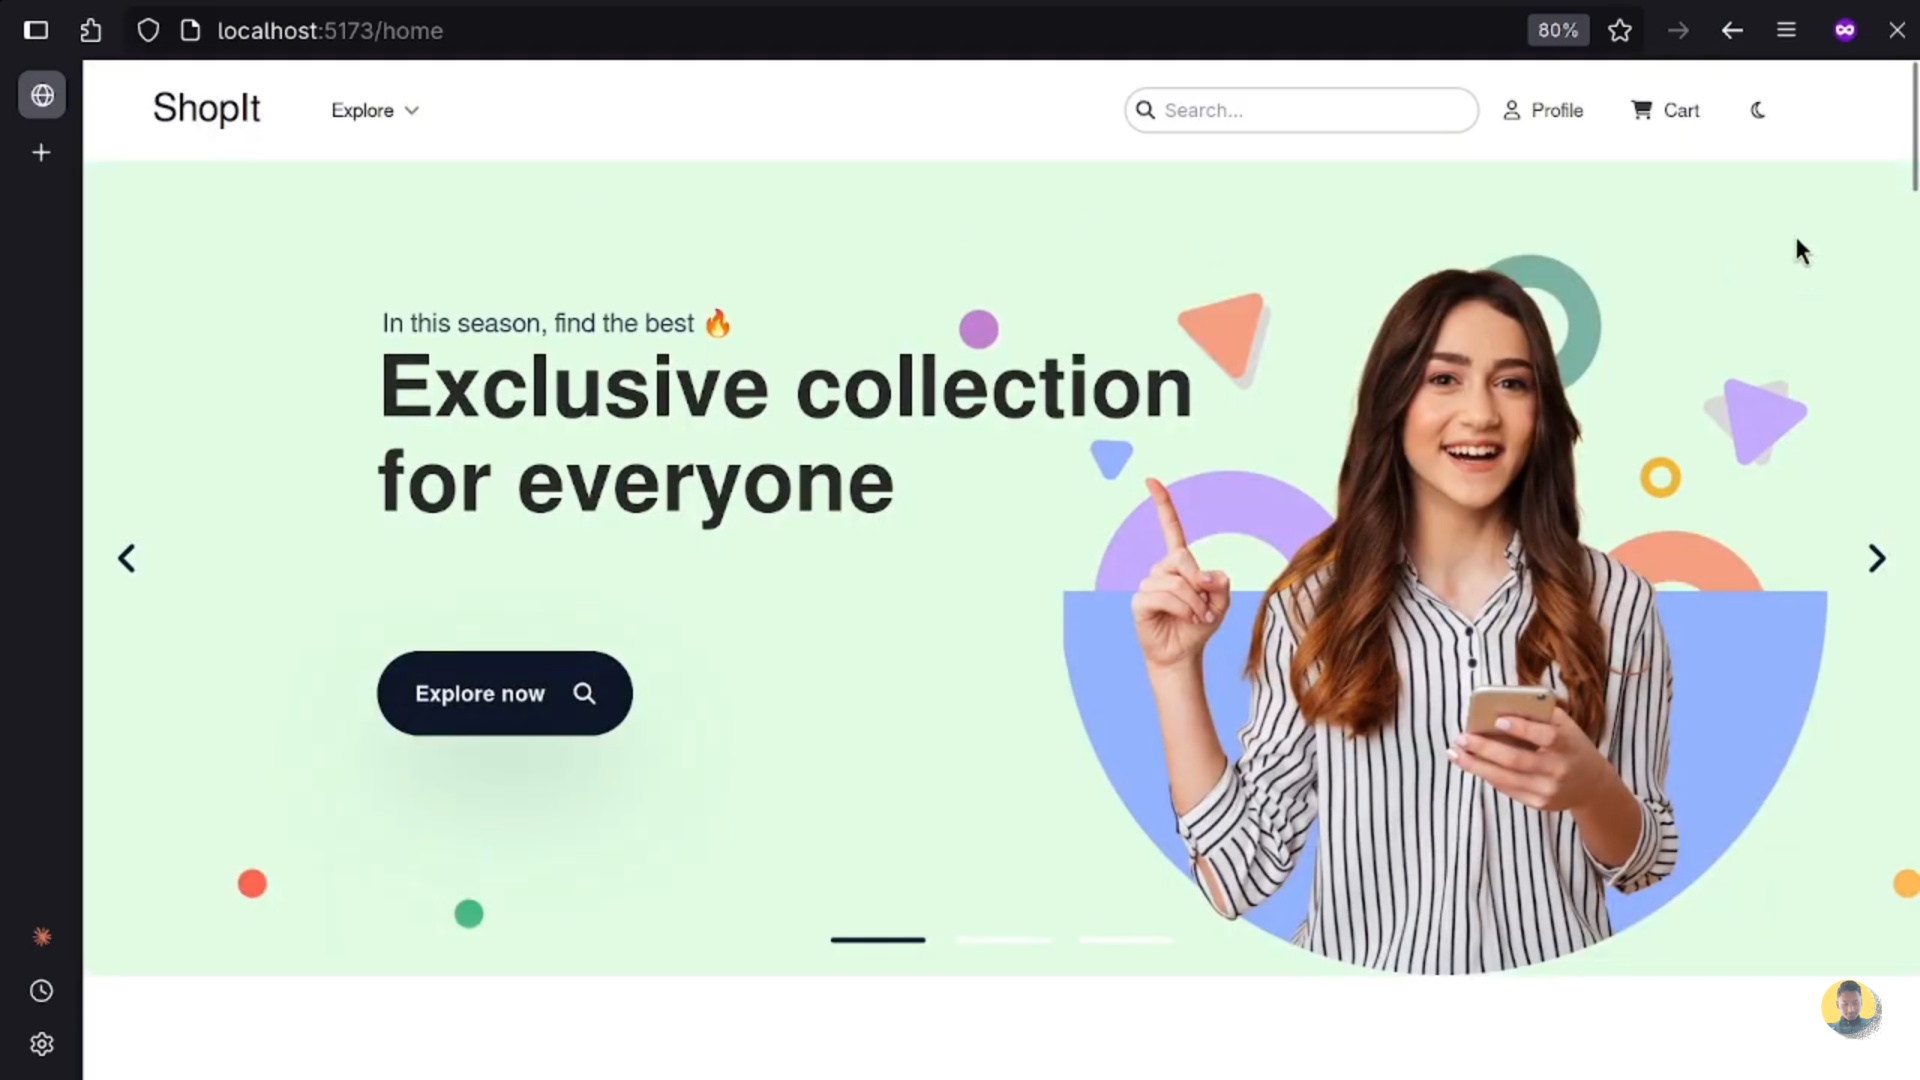 localhost:5173/home
80%
ShopIt
Explore
Search...
Profile
Cart
In this season, find the best 🔥
Exclusive collection
for everyone
Explore now